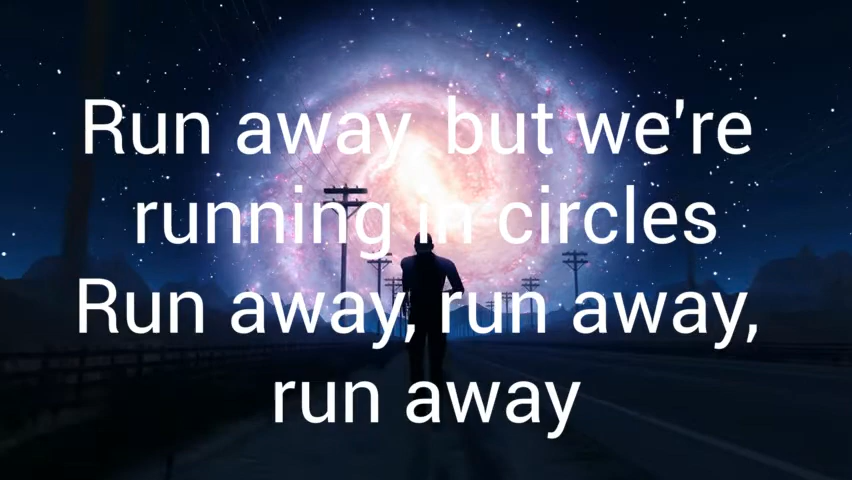 Run away but we're
running in circles
Run away, run away,
run away